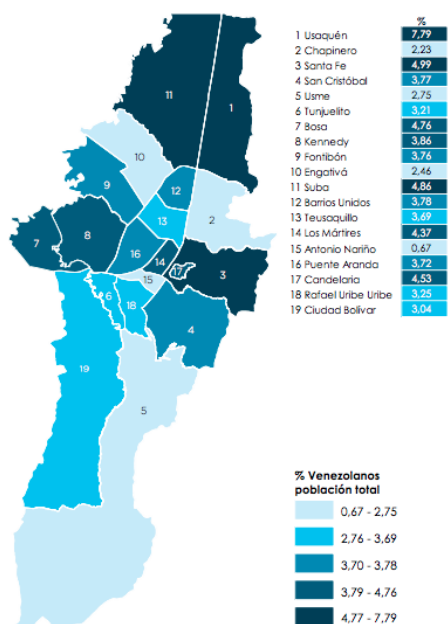 %
1 Usaquén 7,79
2 Chapinero 2,23
3 Santa Fe 4,99
4 San Cristóbal 3,77
5 Usme 2,75
6 Tunjuelito 3,21
7 Bosa 4,76
8 Kennedy 3,86
9 Fontibón 3,76
10 Engativá 2,46
11 Suba 4,86
12 Barrios Unidos 3,78
13 Teusaquillo 3,69
14 Los Mártires 4,37
15 Antonio Nariño 0,67
16 Puente Aranda 3,72
17 Candelaria 4,53
18 Rafael Uribe Uribe 3,25
19 Ciudad Bolívar 3,04
11
1
10
9
12
2
13
7
8
16
14
17
3
15
6
18
4
19
5
% Venezolanos
población total
0,67 - 2,75
2,76 - 3,69
3,70 - 3,78
3,79 - 4,76
4,77 - 7,79